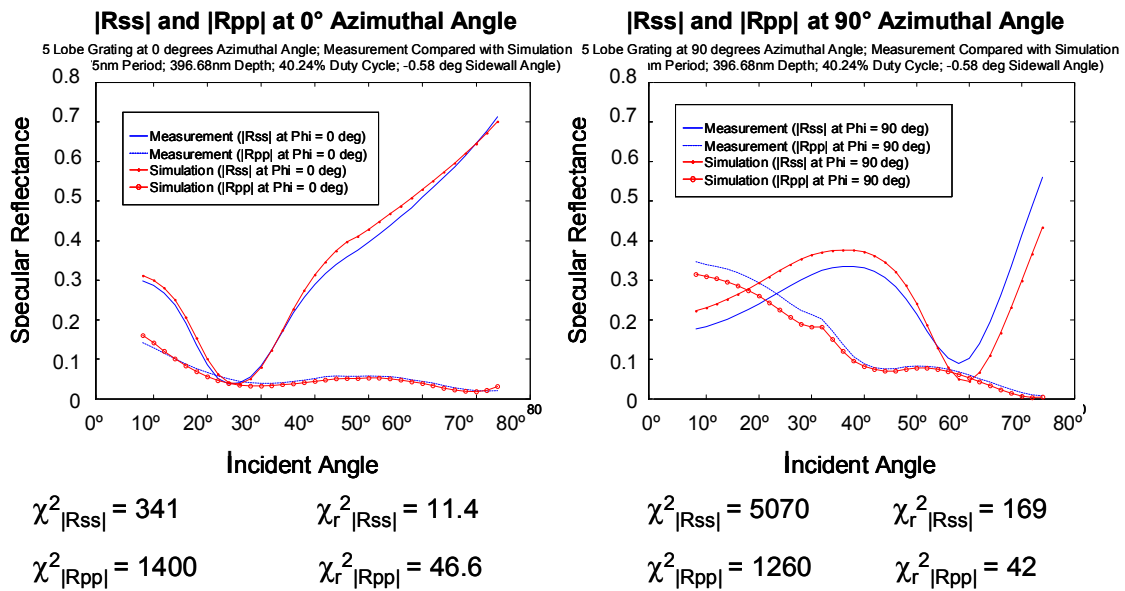 |Rss| and |Rpp| at 0° Azimuthal Angle
5 Lobe Grating at 0 degrees Azimuthal Angle; Measurement Compared with Simulation
5nm Period; 396.68nm Depth; 40.24% Duty Cycle; -0.58 deg Sidewall Angle)
0.8
0.7
0.6
0.5
0.4
0.3
0.2
0.1
0
Specular Reflectance
Measurement (|Rss| at Phi = 0 deg)
Measurement (|Rpp| at Phi = 0 deg)
Simulation (|Rss| at Phi = 0 deg)
Simulation (|Rpp| at Phi = 0 deg)
0º 10º 20º 30º 40º 50º 60º 70º 80º 80
Incident Angle
χ²|Rss| = 341 χr²|Rss| = 11.4
χ²|Rpp| = 1400 χr²|Rpp| = 46.6
|Rss| and |Rpp| at 90° Azimuthal Angle
5 Lobe Grating at 90 degrees Azimuthal Angle; Measurement Compared with Simulation
m Period; 396.68nm Depth; 40.24% Duty Cycle; -0.58 deg Sidewall Angle)
0.8
0.7
0.6
0.5
0.4
0.3
0.2
0.1
0
Specular Reflectance
Measurement (|Rss| at Phi = 90 deg)
Measurement (|Rpp| at Phi = 90 deg)
Simulation (|Rss| at Phi = 90 deg)
Simulation (|Rpp| at Phi = 90 deg)
0º 10º 20º 30º 40º 50º 60º 70º 80º
Incident Angle
χ²|Rss| = 5070 χr²|Rss| = 169
χ²|Rpp| = 1260 χr²|Rpp| = 42